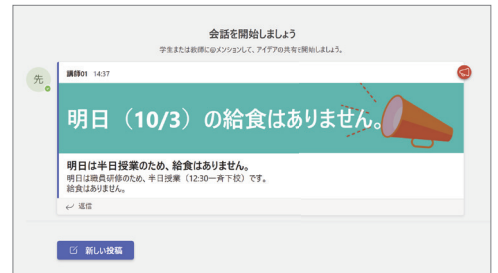 会話を開始しましょう
学生または教師に@メンションして、アイデアの共有を開始しましょう。
先
講師01 14:37
明日（10/3）の給食はありません。
明日は半日授業のため、給食はありません。
明日は職員研修のため、半日授業（12:30一斉下校）です。
給食はありません。
返信
新しい投稿